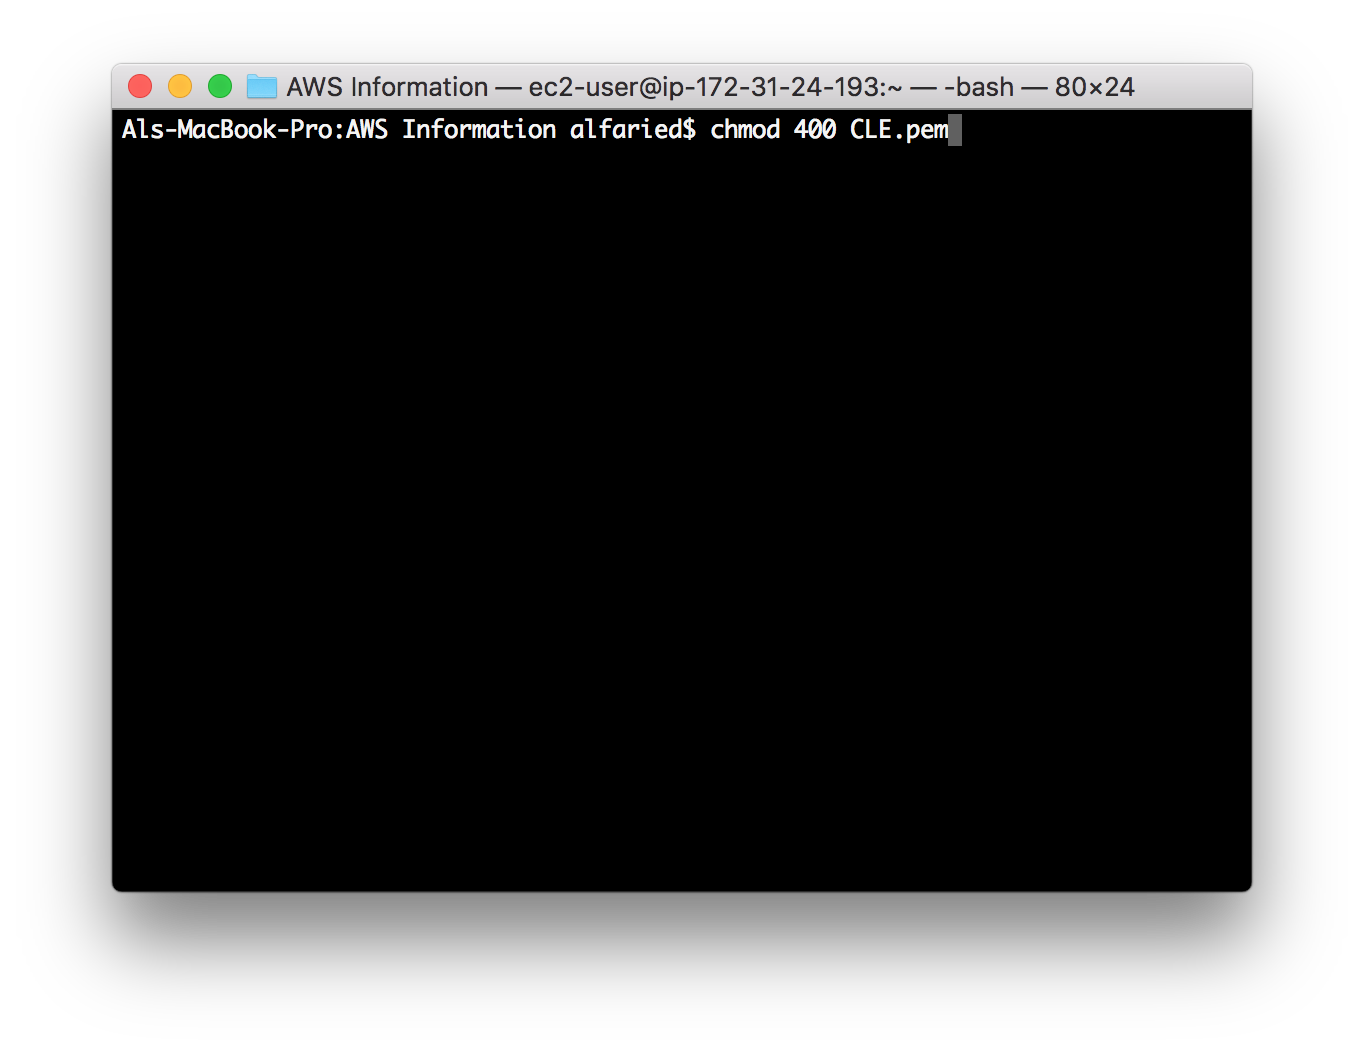 AWS Information — ec2-user@ip-172-31-24-193:~ — -bash — 80×24
Als-MacBook-Pro:AWS Information alfaried$ chmod 400 CLE.pem